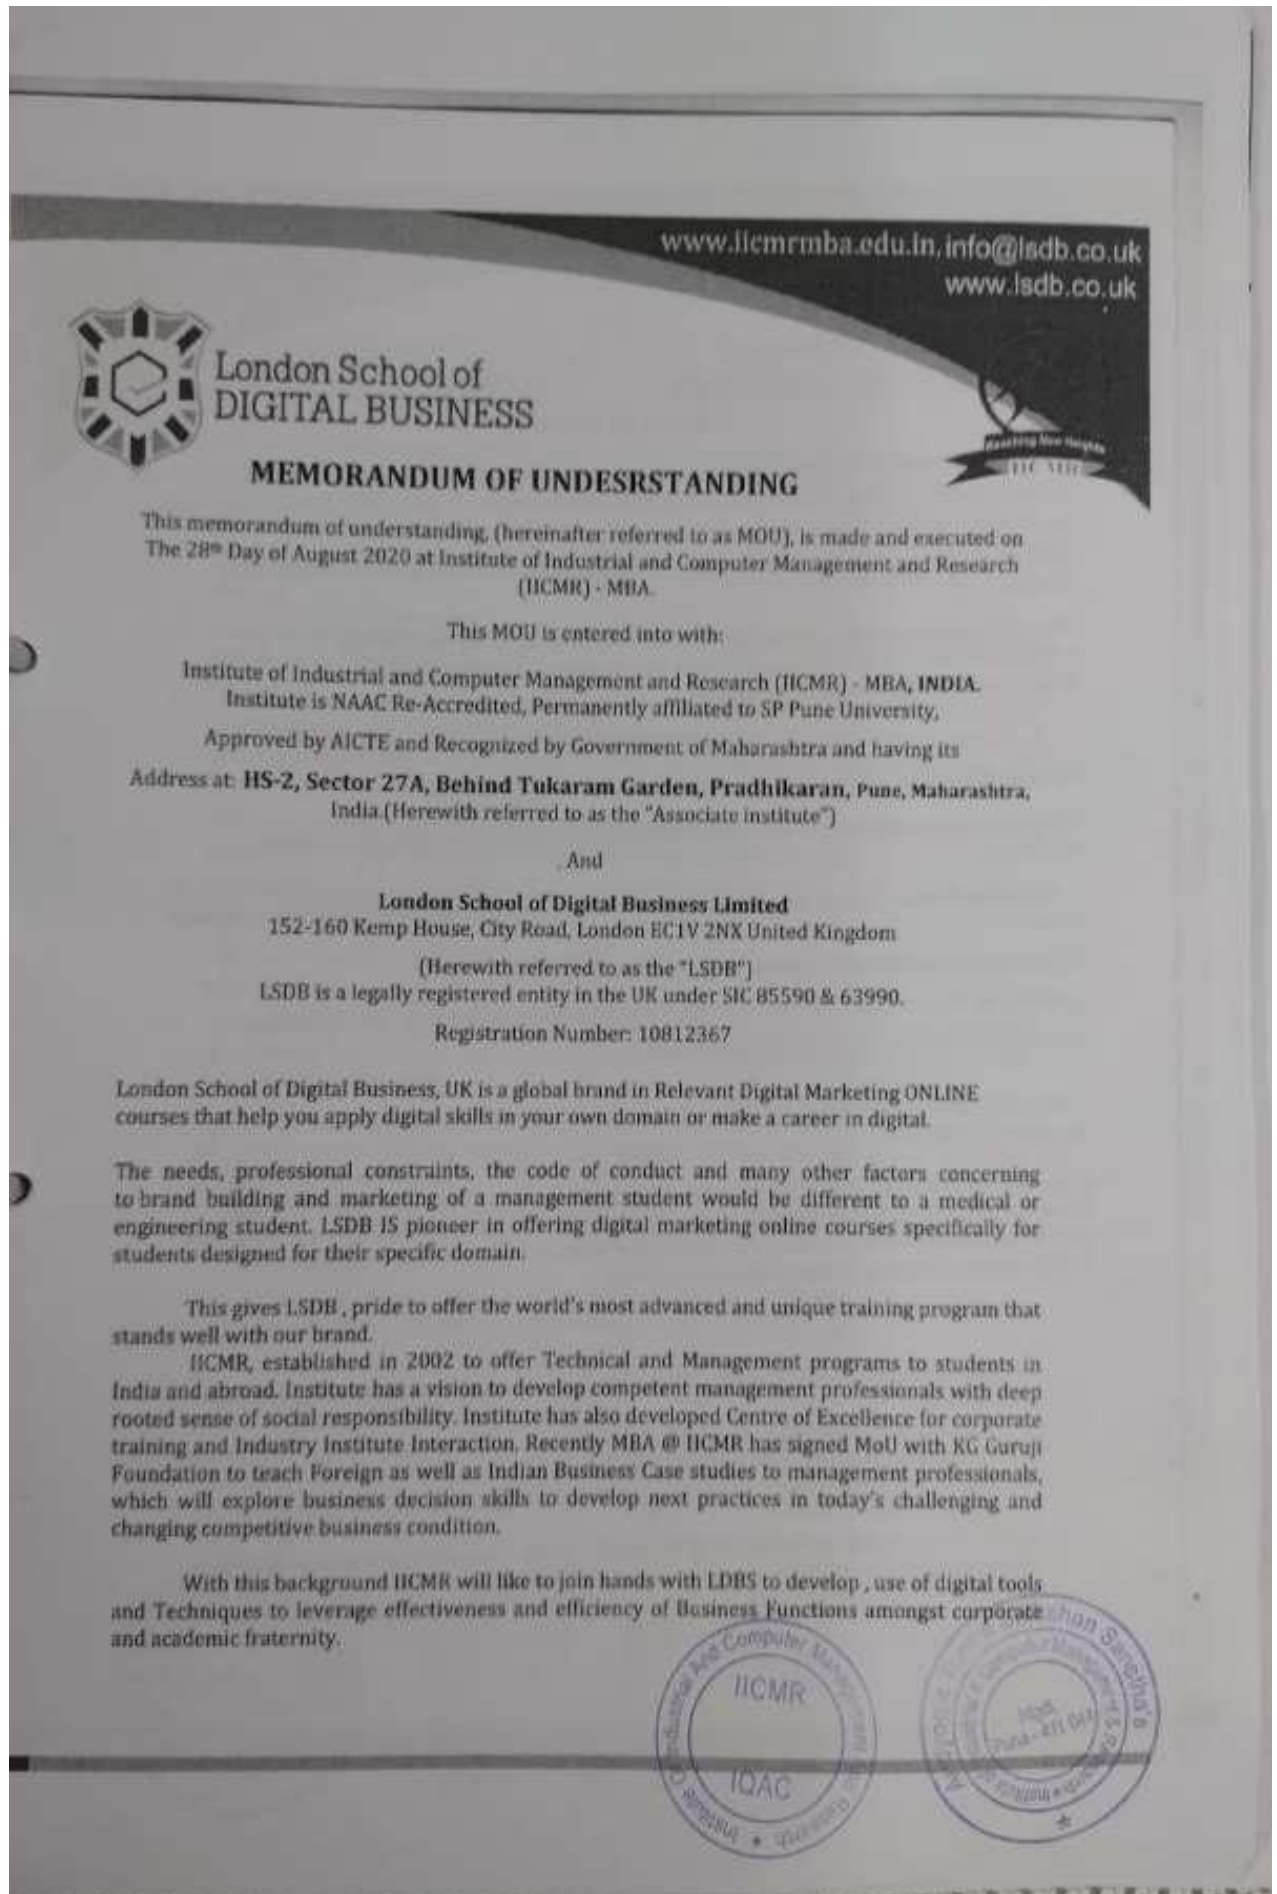 www.iicmrmba.edu.in, info@lsdb.co.uk
www.lsdb.co.uk
London School of
DIGITAL BUSINESS
Reaching New Heights
MEMORANDUM OF UNDESRSTANDING
This memorandum of understanding, (hereinafter referred to as MOU), is made and executed on
The 28th Day of August 2020 at Institute of Industrial and Computer Management and Research
(IICMR) - MBA.
This MOU is entered into with:
Institute of Industrial and Computer Management and Research (IICMR) - MBA, INDIA.
Institute is NAAC Re-Accredited, Permanently affiliated to SP Pune University,
Approved by AICTE and Recognized by Government of Maharashtra and having its
Address at: HS-2, Sector 27A, Behind Tukaram Garden, Pradhikaran, Pune, Maharashtra,
India.(Herewith referred to as the "Associate institute")
. And
London School of Digital Business Limited
152-160 Kemp House, City Road, London EC1V 2NX United Kingdom
(Herewith referred to as the "LSDB")
LSDB is a legally registered entity in the UK under SIC 85590 & 63990.
Registration Number: 10812367
London School of Digital Business, UK is a global brand in Relevant Digital Marketing ONLINE
courses that help you apply digital skills in your own domain or make a career in digital.
The needs, professional constraints, the code of conduct and many other factors concerning
to brand building and marketing of a management student would be different to a medical or
engineering student. LSDB IS pioneer in offering digital marketing online courses specifically for
students designed for their specific domain.
This gives LSDB , pride to offer the world's most advanced and unique training program that
stands well with our brand.
IICMR, established in 2002 to offer Technical and Management programs to students in
India and abroad. Institute has a vision to develop competent management professionals with deep
rooted sense of social responsibility. Institute has also developed Centre of Excellence for corporate
training and Industry Institute Interaction. Recently MBA @ IICMR has signed MoU with KG Guruji
Foundation to teach Foreign as well as Indian Business Case studies to management professionals,
which will explore business decision skills to develop next practices in today's challenging and
changing competitive business condition.
With this background IICMR will like to join hands with LDBS to develop , use of digital tools
and Techniques to leverage effectiveness and efficiency of Business Functions amongst corporate
and academic fraternity.
Institute Of Industrial And Computer Management And Research
IICMR
IQAC
Sanstha's